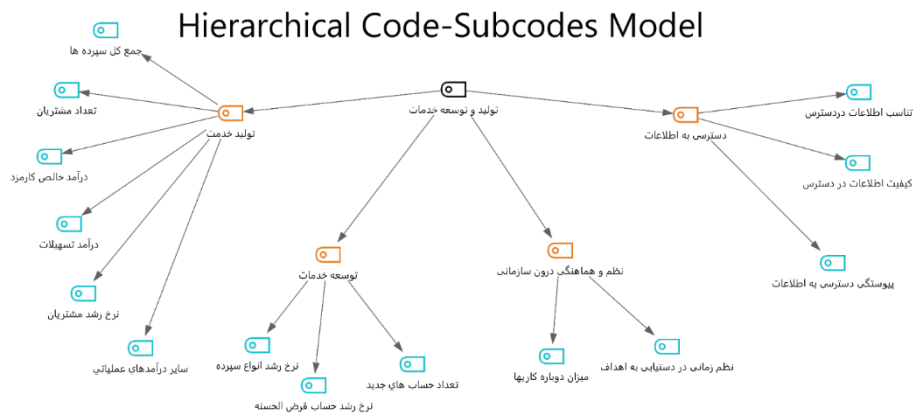 Hierarchical Code-Subcodes Model
جمع کل سپرده ها
تعداد مشتریان
تولید خدمت
درآمد خالص کارمزد
درآمد تسهیلات
نرخ رشد مشتریان
سایر درآمدهای عملیاتي
تولید و توسعه خدمات
توسعه خدمات
نرخ رشد انواع سپرده
نرخ رشد حساب قرض الحسنه
تعداد حساب هاي جدید
نظم و هماهنگی درون سازمانی
میزان دوباره کاریها
نظم زمانی در دستیابی به اهداف
دسترسی به اطلاعات
تناسب اطلاعات دردسترس
کیفیت اطلاعات در دسترس
پیوستگی دسترسی به اطلاعات